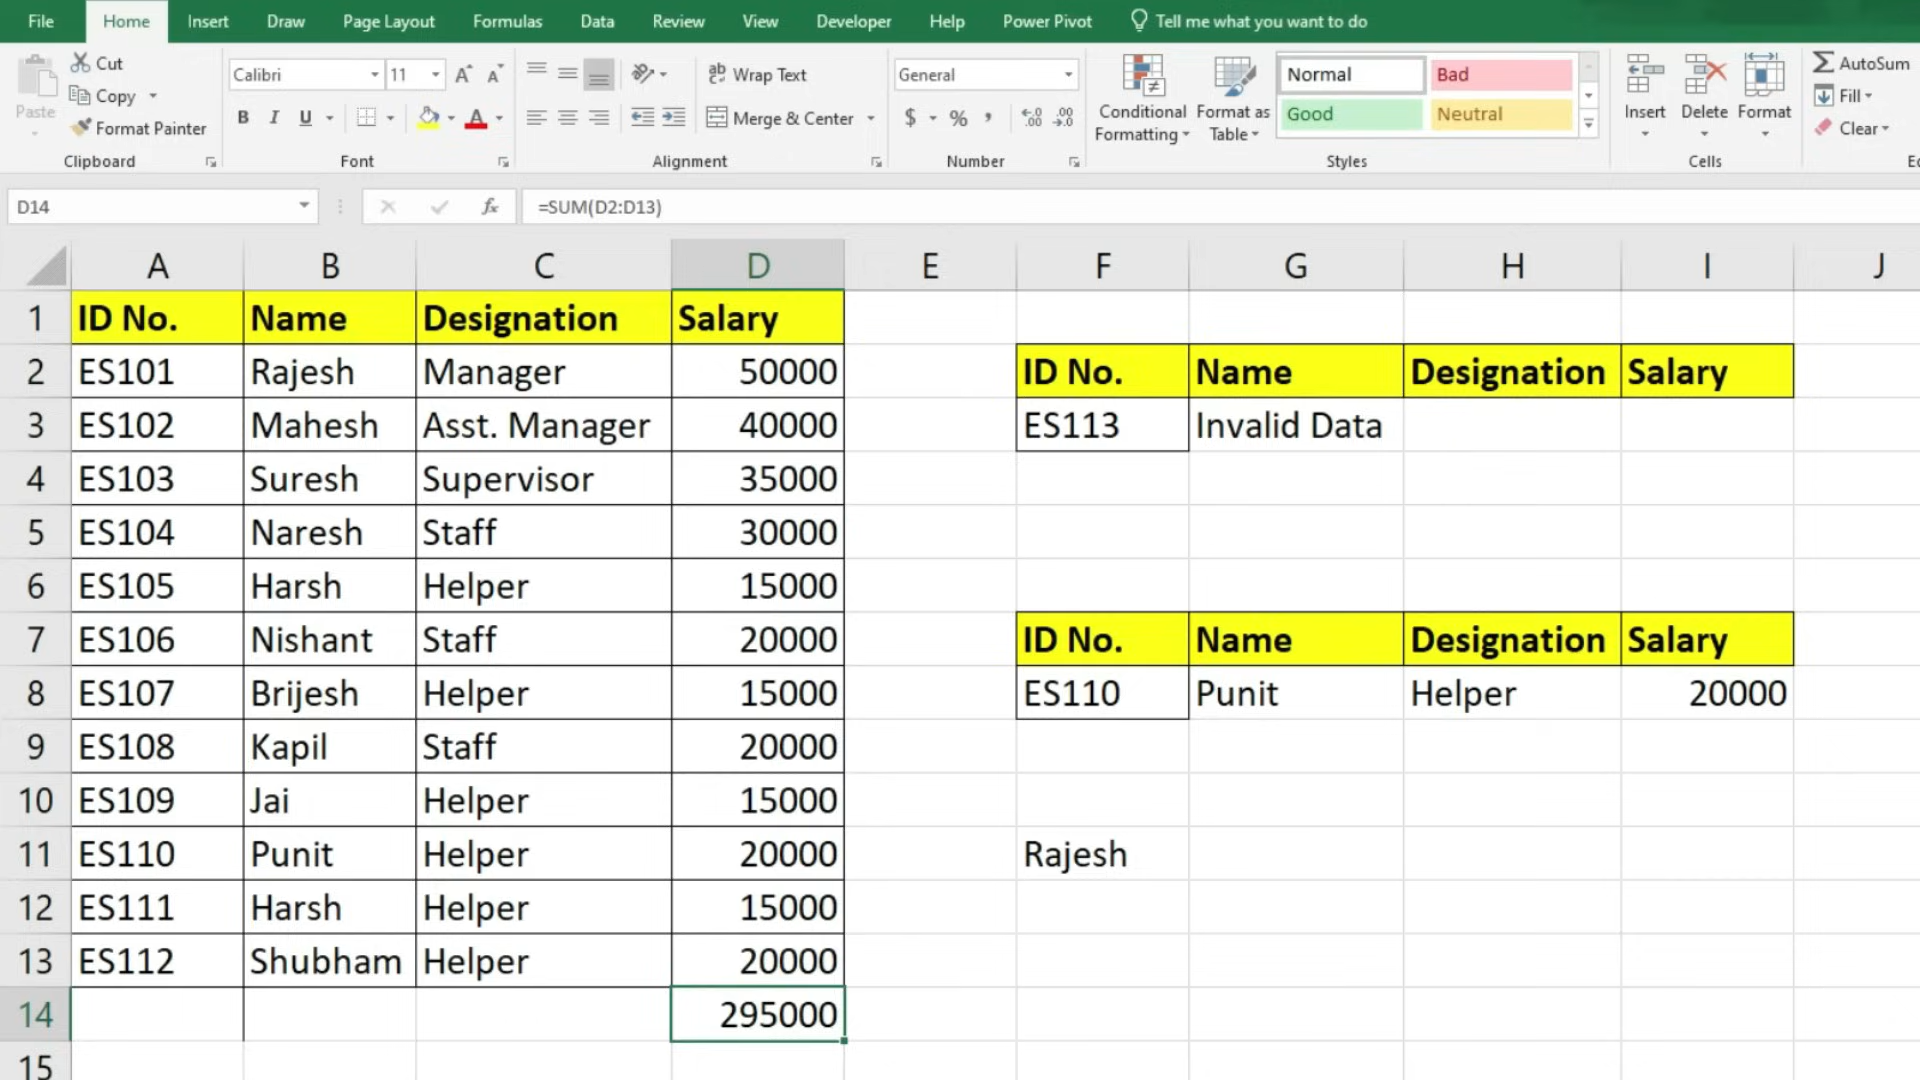 File Home Insert Draw Page Layout Formulas Data Review View Developer Help Power Pivot Tell me what you want to do
Paste
Cut
Copy
Format Painter
Clipboard
Calibri 11
B I U
Font
Wrap Text
Merge & Center
Alignment
General
$ % ,
Number
Conditional Formatting
Format as Table
Normal Bad
Good Neutral
Styles
Insert Delete Format
Cells
AutoSum
Fill
Clear
D14 fx =SUM(D2:D13)
A B C D E F G H I J
1 ID No. Name Designation Salary
2 ES101 Rajesh Manager 50000 ID No. Name Designation Salary
3 ES102 Mahesh Asst. Manager 40000 ES113 Invalid Data
4 ES103 Suresh Supervisor 35000
5 ES104 Naresh Staff 30000
6 ES105 Harsh Helper 15000
7 ES106 Nishant Staff 20000 ID No. Name Designation Salary
8 ES107 Brijesh Helper 15000 ES110 Punit Helper 20000
9 ES108 Kapil Staff 20000
10 ES109 Jai Helper 15000
11 ES110 Punit Helper 20000 Rajesh
12 ES111 Harsh Helper 15000
13 ES112 Shubham Helper 20000
14 295000
15